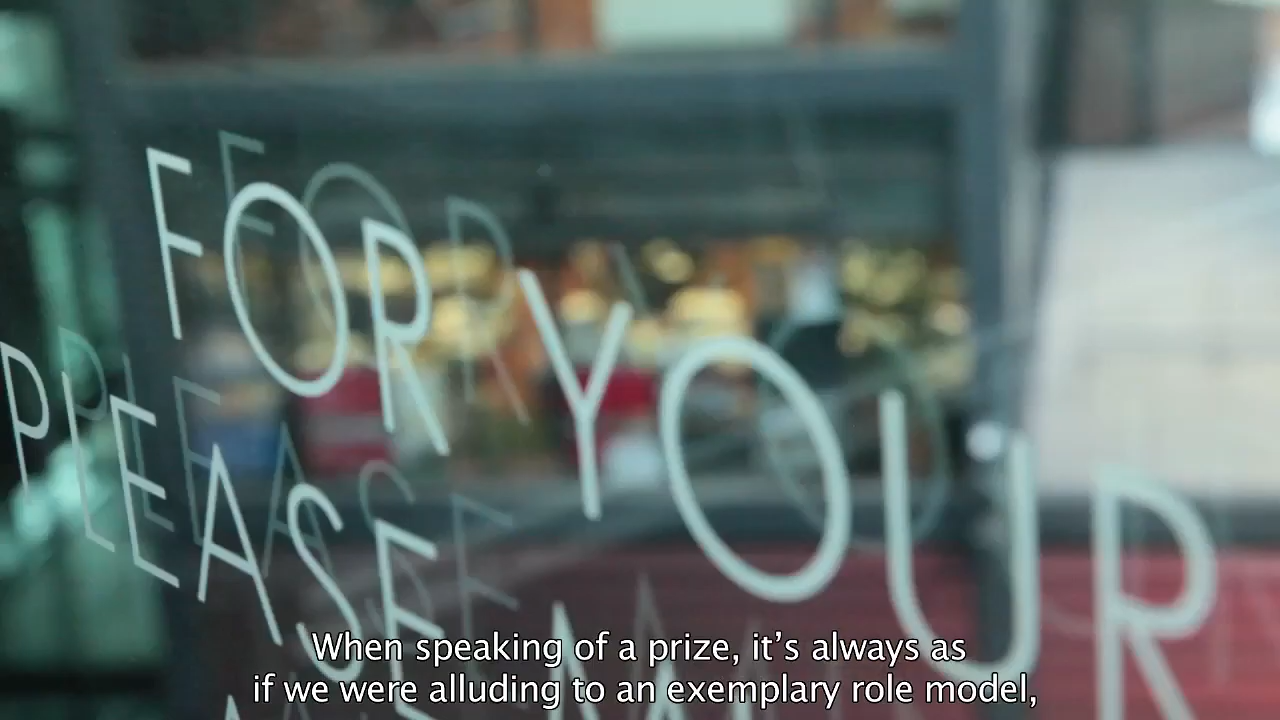 FOR YOUR
PLEASE
When speaking of a prize, it’s always as
if we were alluding to an exemplary role model,